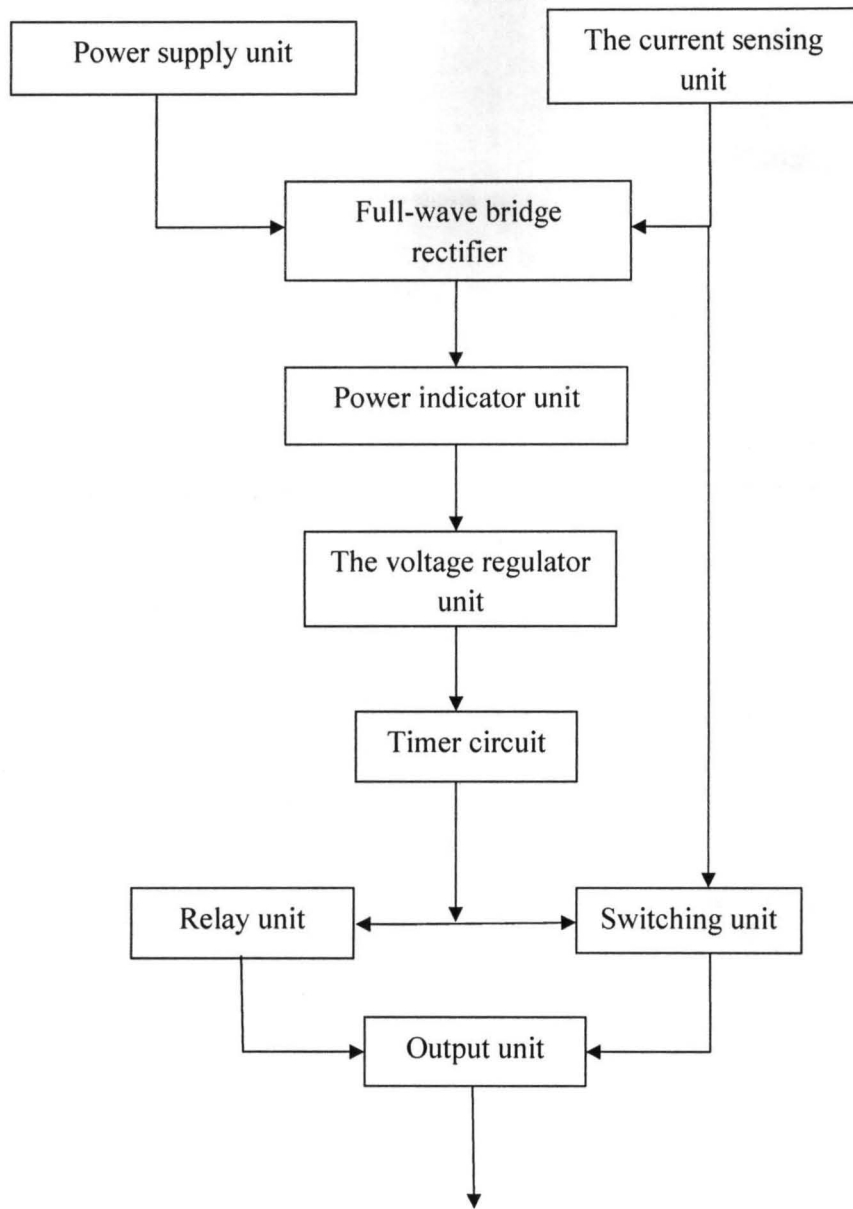 Power supply unit
The current sensing
unit
Full-wave bridge
rectifier
Power indicator unit
The voltage regulator
unit
Timer circuit
Relay unit
Switching unit
Output unit